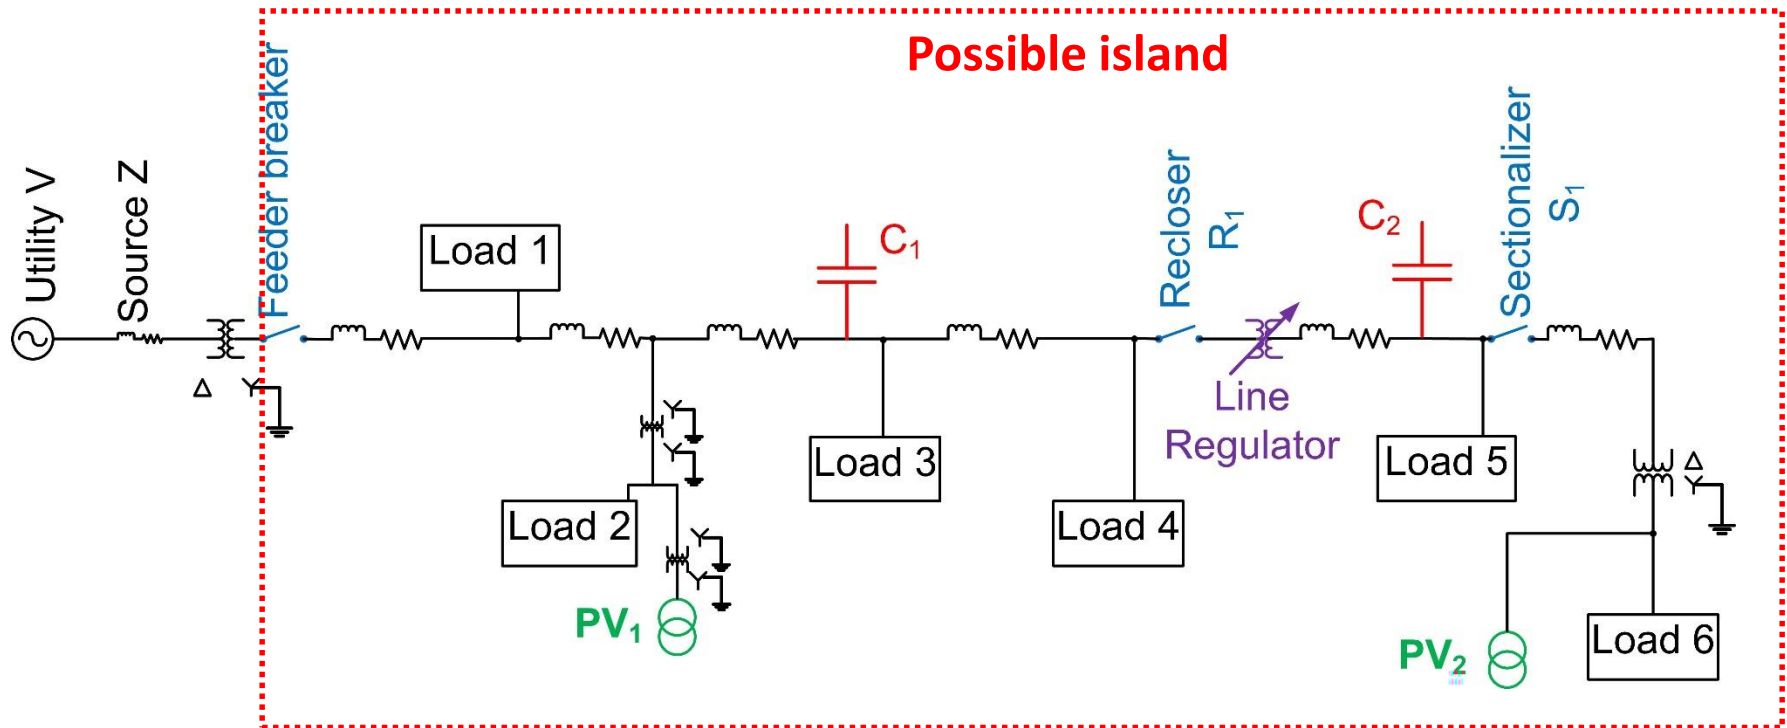 Possible island
Utility V
Source Z
Feeder breaker
Load 1
C₁
Recloser
R₁
C₂
Sectionalizer
S₁
Δ
Line
Regulator
Load 2
Load 3
Load 4
Load 5
Δ
PV₁
PV₂
Load 6